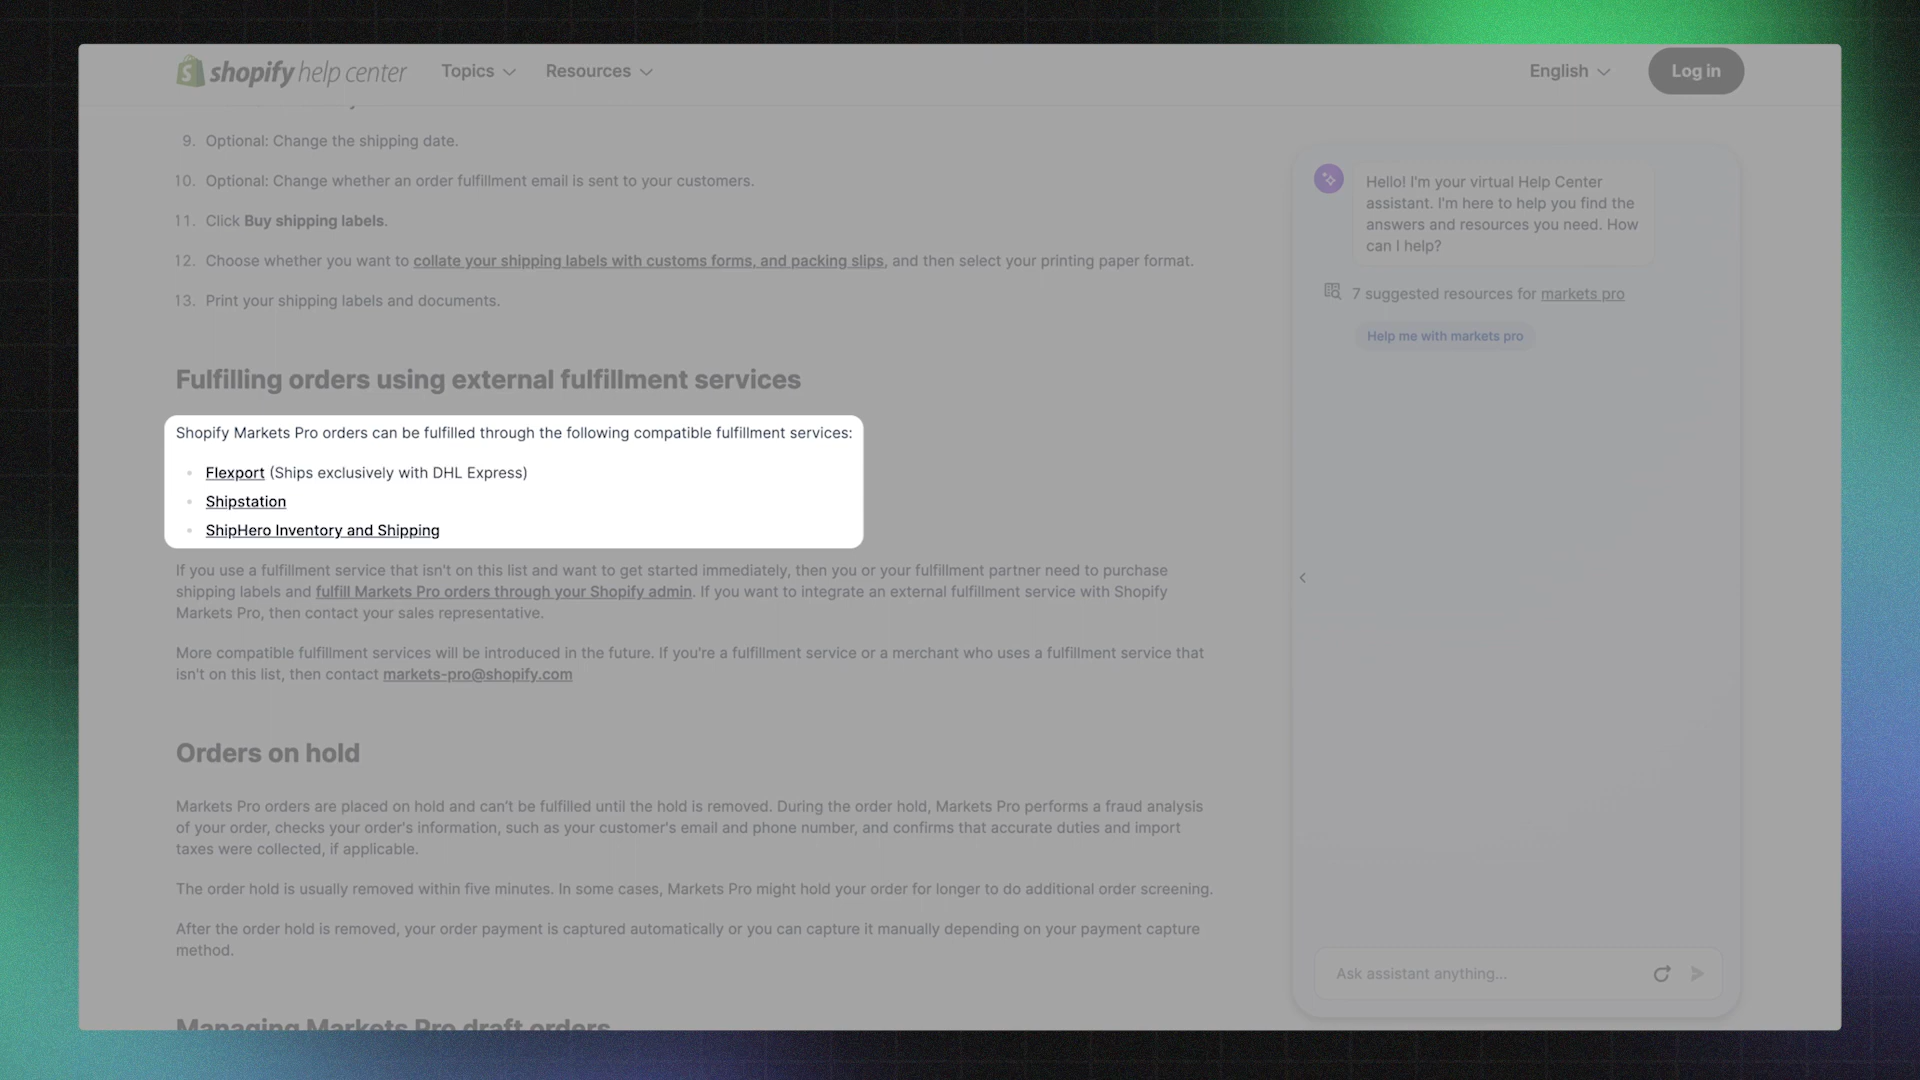 shopify help center Topics Resources English Log in
9. Optional: Change the shipping date.
10. Optional: Change whether an order fulfillment email is sent to your customers.
11. Click Buy shipping labels.
12. Choose whether you want to collate your shipping labels with customs forms, and packing slips, and then select your printing paper format.
13. Print your shipping labels and documents.
Fulfilling orders using external fulfillment services
Shopify Markets Pro orders can be fulfilled through the following compatible fulfillment services:
Flexport (Ships exclusively with DHL Express)
Shipstation
ShipHero Inventory and Shipping
If you use a fulfillment service that isn't on this list and want to get started immediately, then you or your fulfillment partner need to purchase
shipping labels and fulfill Markets Pro orders through your Shopify admin. If you want to integrate an external fulfillment service with Shopify
Markets Pro, then contact your sales representative.
More compatible fulfillment services will be introduced in the future. If you're a fulfillment service or a merchant who uses a fulfillment service that
isn't on this list, then contact markets-pro@shopify.com
Orders on hold
Markets Pro orders are placed on hold and can't be fulfilled until the hold is removed. During the order hold, Markets Pro performs a fraud analysis
of your order, checks your order's information, such as your customer's email and phone number, and confirms that accurate duties and import
taxes were collected, if applicable.
The order hold is usually removed within five minutes. In some cases, Markets Pro might hold your order for longer to do additional order screening.
After the order hold is removed, your order payment is captured automatically or you can capture it manually depending on your payment capture
method.
Managing Markets Pro draft orders
Hello! I'm your virtual Help Center
assistant. I'm here to help you find the
answers and resources you need. How
can I help?
7 suggested resources for markets pro
Help me with markets pro
Ask assistant anything...